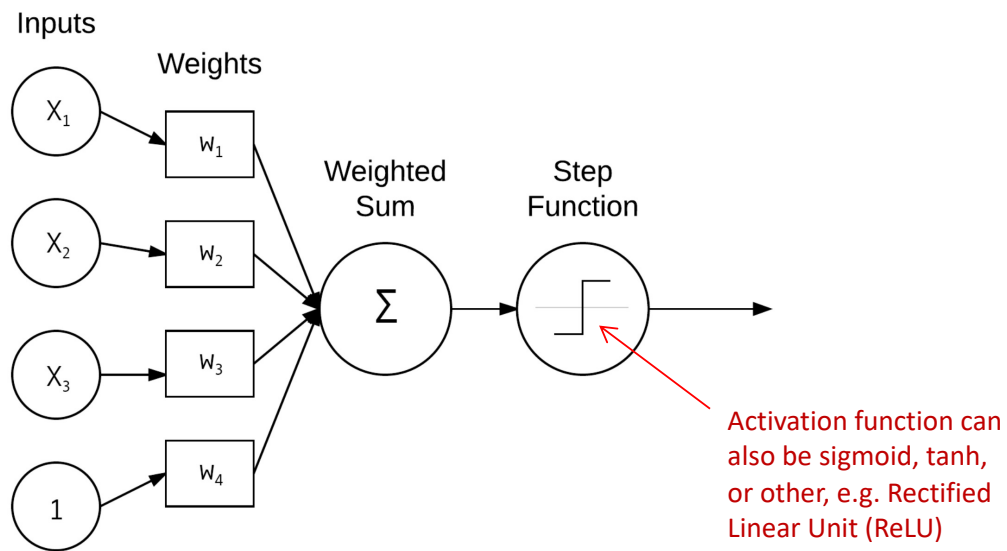 Inputs
Weights
X₁
w₁
Weighted
Sum
Step
Function
X₂
w₂
Σ
X₃
w₃
1
w₄
Activation function can
also be sigmoid, tanh,
or other, e.g. Rectified
Linear Unit (ReLU)